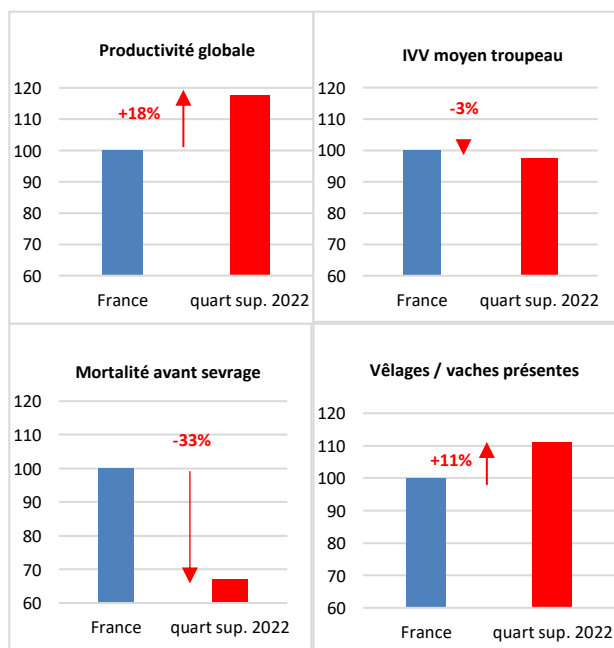 Productivité globale
120
110
100
90
80
70
60
+18%
France
quart sup. 2022
IVV moyen troupeau
120
110
100
90
80
70
60
-3%
France
quart sup. 2022
Mortalité avant sevrage
120
110
100
90
80
70
60
-33%
France
quart sup. 2022
Vêlages / vaches présentes
120
110
100
90
80
70
60
+11%
France
quart sup. 2022